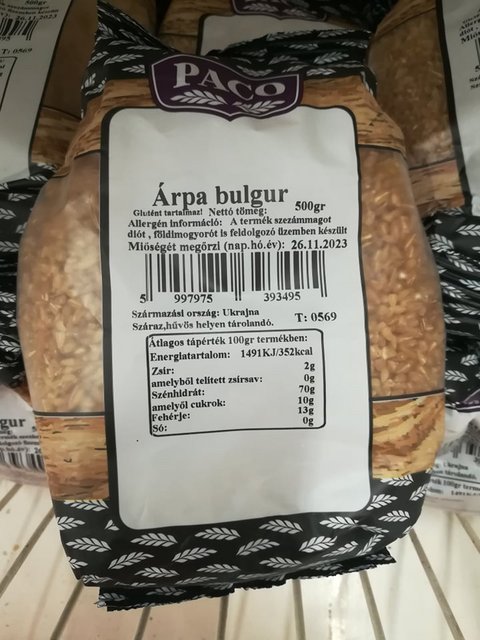 PACO
Árpa bulgur
Glutént tartalmaz! Nettó tömeg: 500gr
Allergén információ: A termék szezámmagot
diót , földimogyorót is feldolgozó üzemben készült
Miöségét megőrzi (nap.hó.év): 26.11.2023
5 997975 393495
Származási ország: Ukrajna
Száraz,hűvös helyen tárolandó. T: 0569
Átlagos tápérték 100gr termékben:
Energiatartalom: 1491KJ/352kcal
Zsír: 2g
amelyből telített zsírsav: 0g
Szénhidrát: 70g
amelyől cukrok: 10g
Fehérje: 13g
Só: 0g